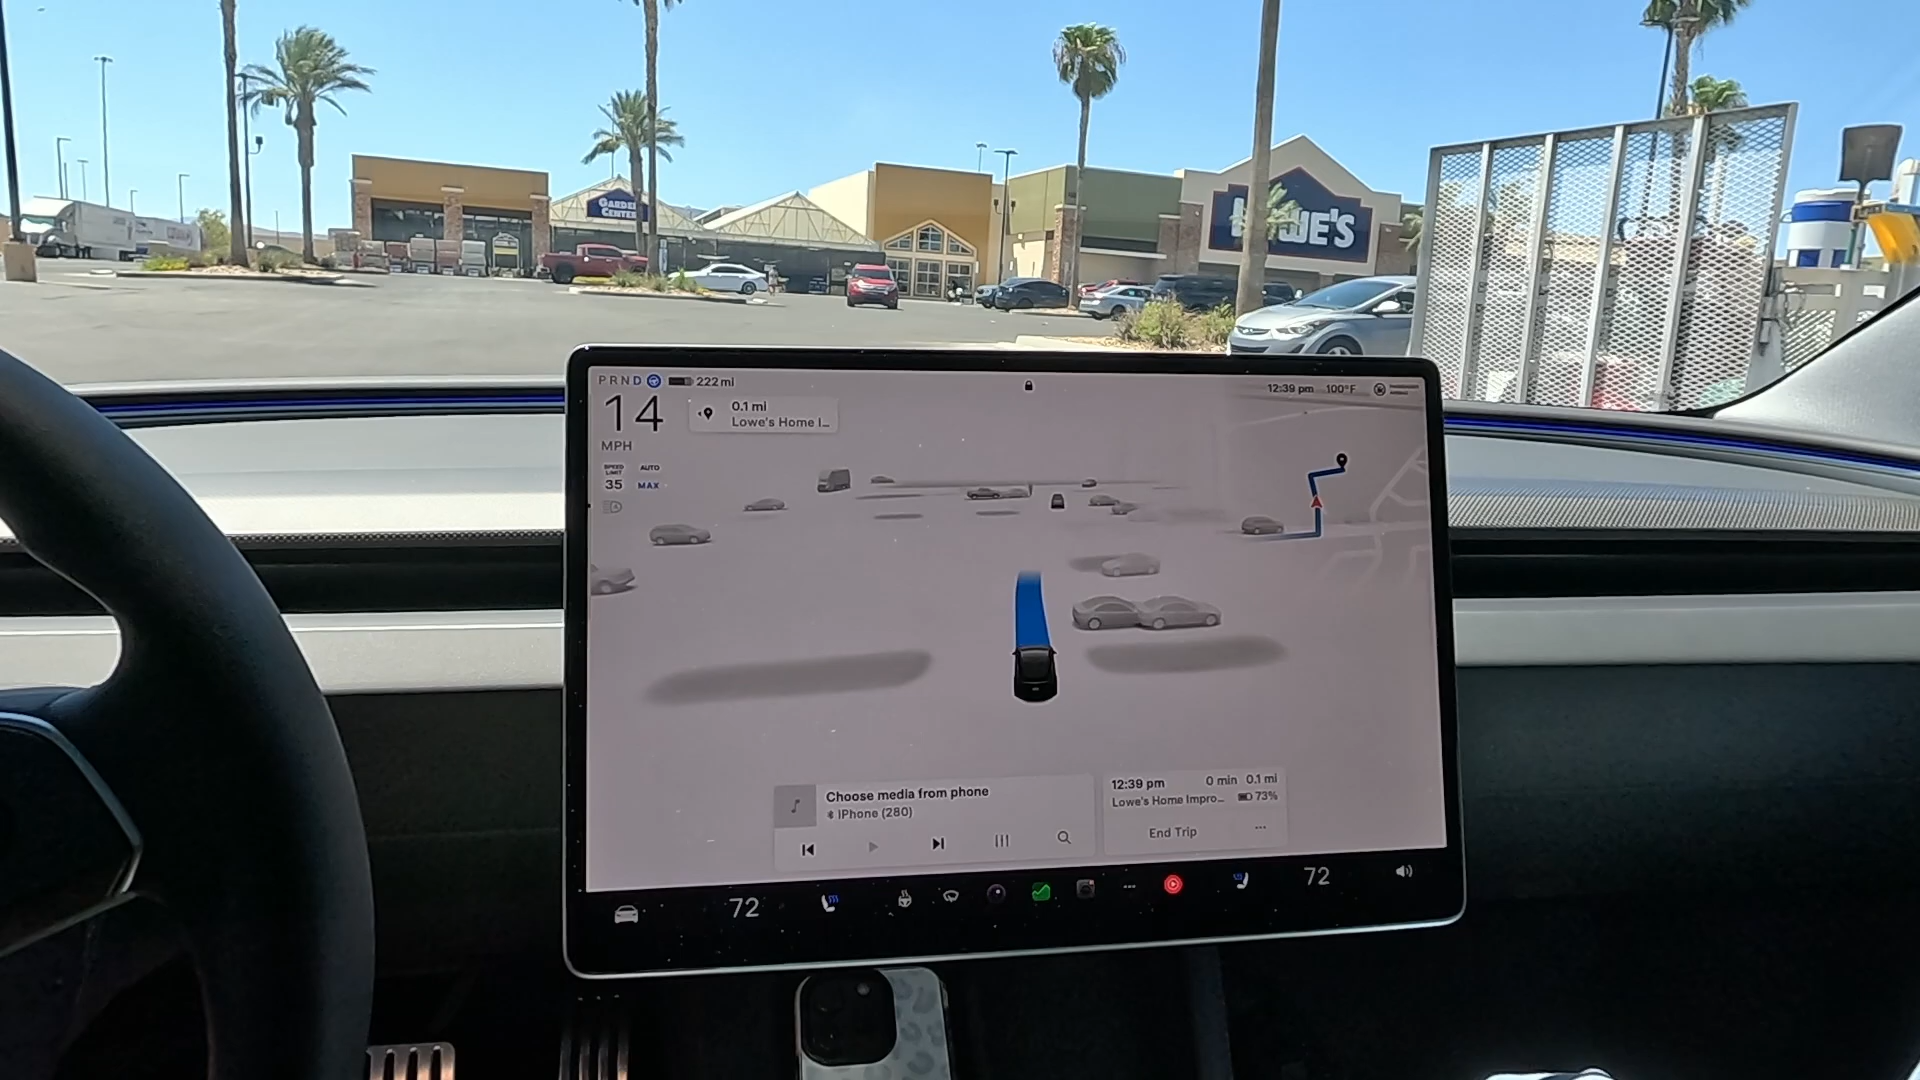 GARDEN
CENTER
LOWE'S
PRND 222 mi
12:39 pm 100°F
14
MPH
0.1 mi
Lowe's Home I...
SPEED
LIMIT
35
AUTO
MAX
Choose media from phone
iPhone (280)
12:39 pm 0 min 0.1 mi
Lowe's Home Impro... 73%
End Trip
72
72